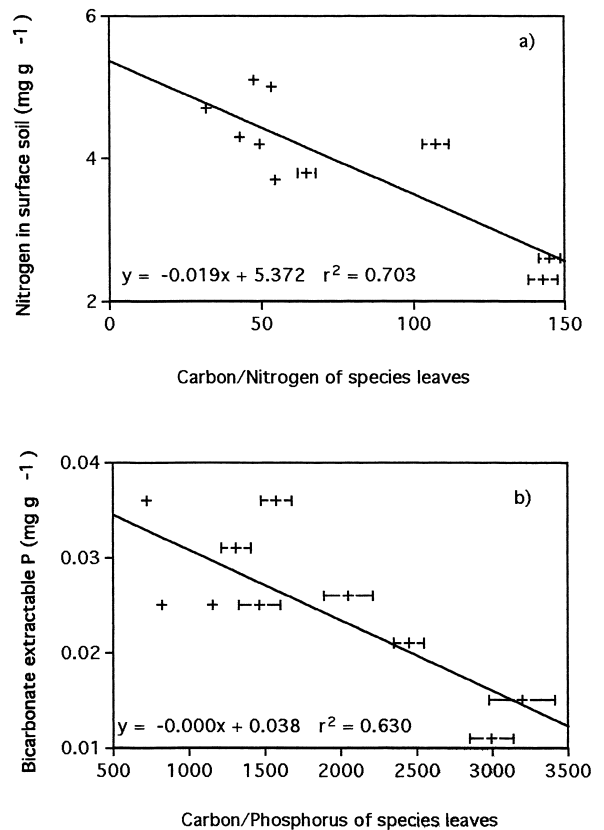 6
a)
Nitrogen in surface soil (mg g -1)
4
y = -0.019x + 5.372 r² = 0.703
2
0 50 100 150
Carbon/Nitrogen of species leaves
0.04
b)
Bicarbonate extractable P (mg g -1)
0.03
0.02
y = -0.000x + 0.038 r² = 0.630
0.01
500 1000 1500 2000 2500 3000 3500
Carbon/Phosphorus of species leaves